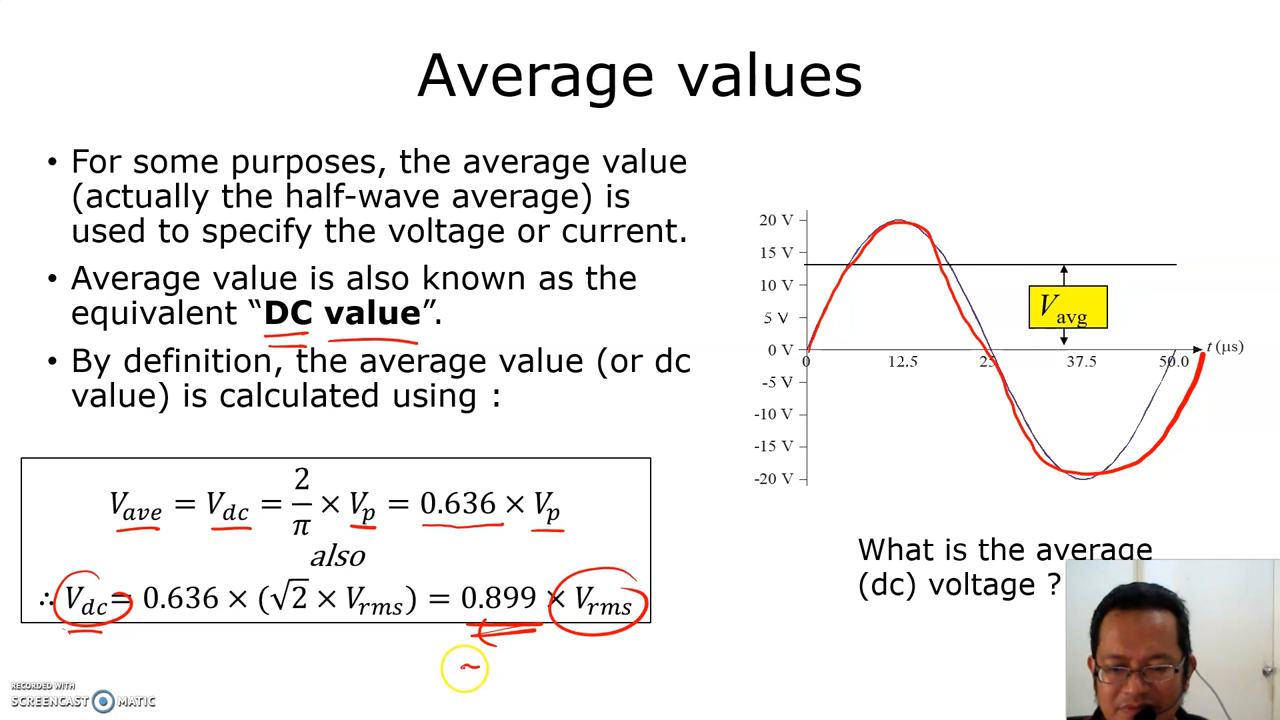 Average values
• For some purposes, the average value
(actually the half-wave average) is
used to specify the voltage or current.
• Average value is also known as the
equivalent “DC value”.
• By definition, the average value (or dc
value) is calculated using :
V_ave = V_dc = 2/π × V_p = 0.636 × V_p
also
∴ V_dc = 0.636 × (√2 × V_rms) = 0.899 × V_rms
20 V
15 V
10 V
5 V
0 V
-5 V
-10 V
-15 V
-20 V
V_avg
0 12.5 25 37.5 50.0 t (μs)
What is the average
(dc) voltage ?
RECORDED WITH
SCREENCAST MATIC